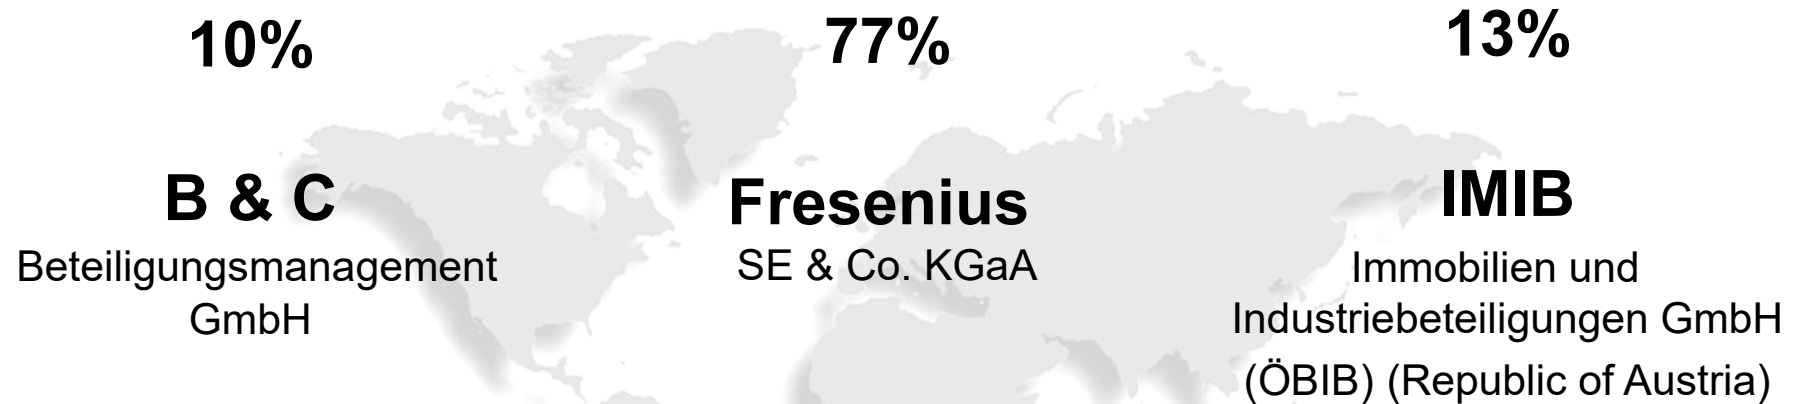 10%
77%
13%
B & C
Beteiligungsmanagement
GmbH
Fresenius
SE & Co. KGaA
IMIB
Immobilien und
Industriebeteiligungen GmbH
(ÖBIB) (Republic of Austria)